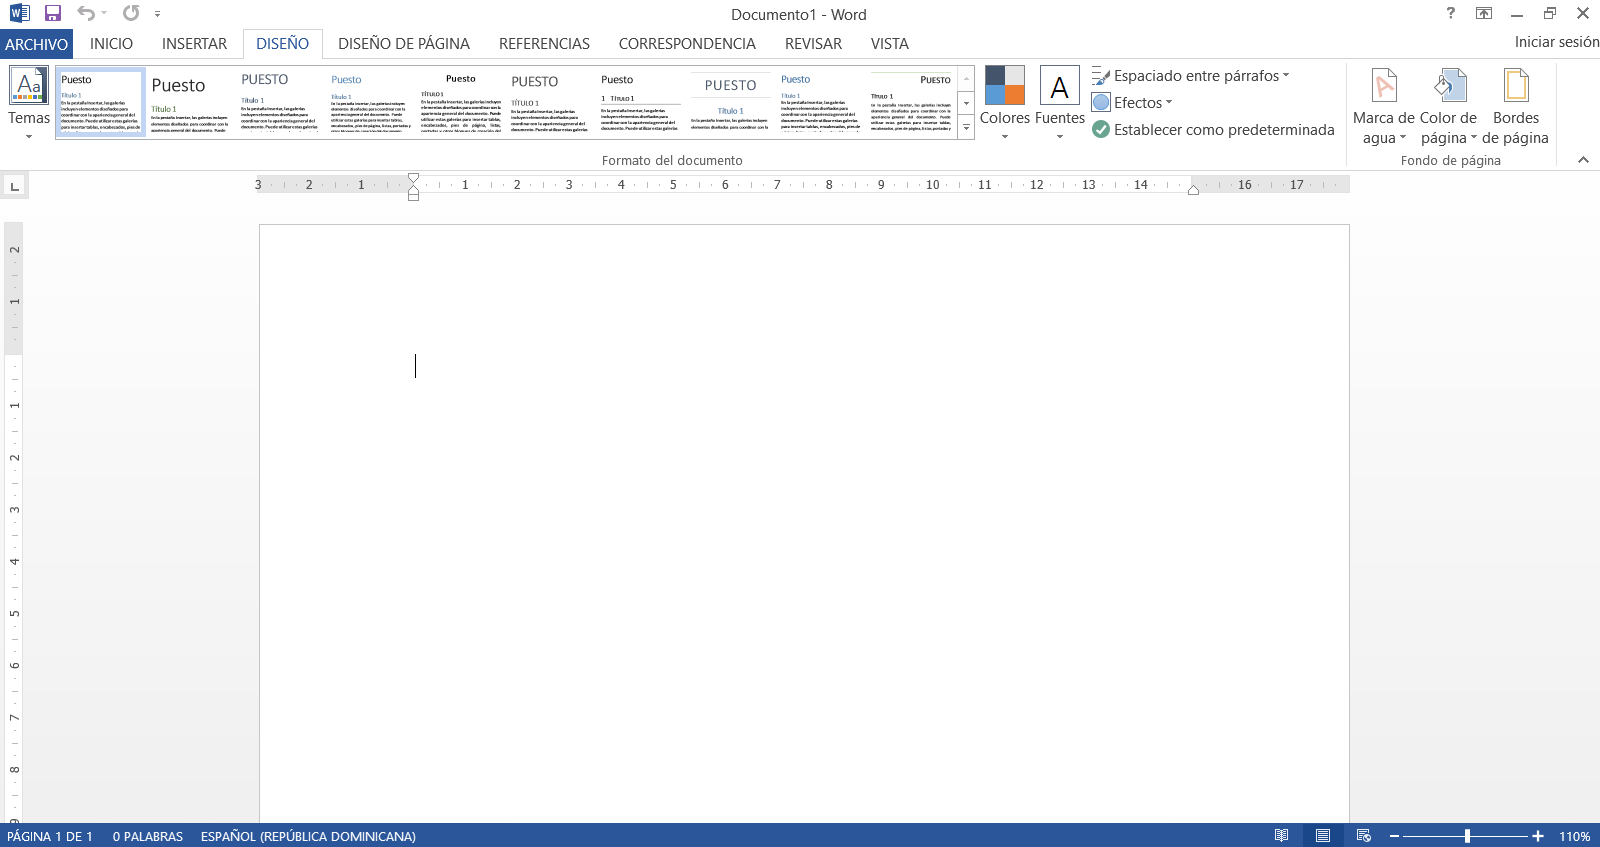 Documento1 - Word
ARCHIVO INICIO INSERTAR DISEÑO DISEÑO DE PÁGINA REFERENCIAS CORRESPONDENCIA REVISAR VISTA Iniciar sesión
Aa
Temas
Puesto
Título 1
Puesto
Título 1
PUESTO
Título 1
Puesto
Título 1
Puesto
TÍTULO 1
PUESTO
TÍTULO 1
Puesto
1 TÍTULO 1
PUESTO
Título 1
Puesto
Título 1
PUESTO
TÍTULO 1
Colores
A
Fuentes
Espaciado entre párrafos
Efectos
Establecer como predeterminada
Formato del documento
A
Marca de
agua
Color de
página
Bordes
de página
Fondo de página
3 2 1 1 2 3 4 5 6 7 8 9 10 11 12 13 14 16 17
2
1
1
2
3
4
5
6
7
8
9
PÁGINA 1 DE 1 0 PALABRAS ESPAÑOL (REPÚBLICA DOMINICANA) 110%